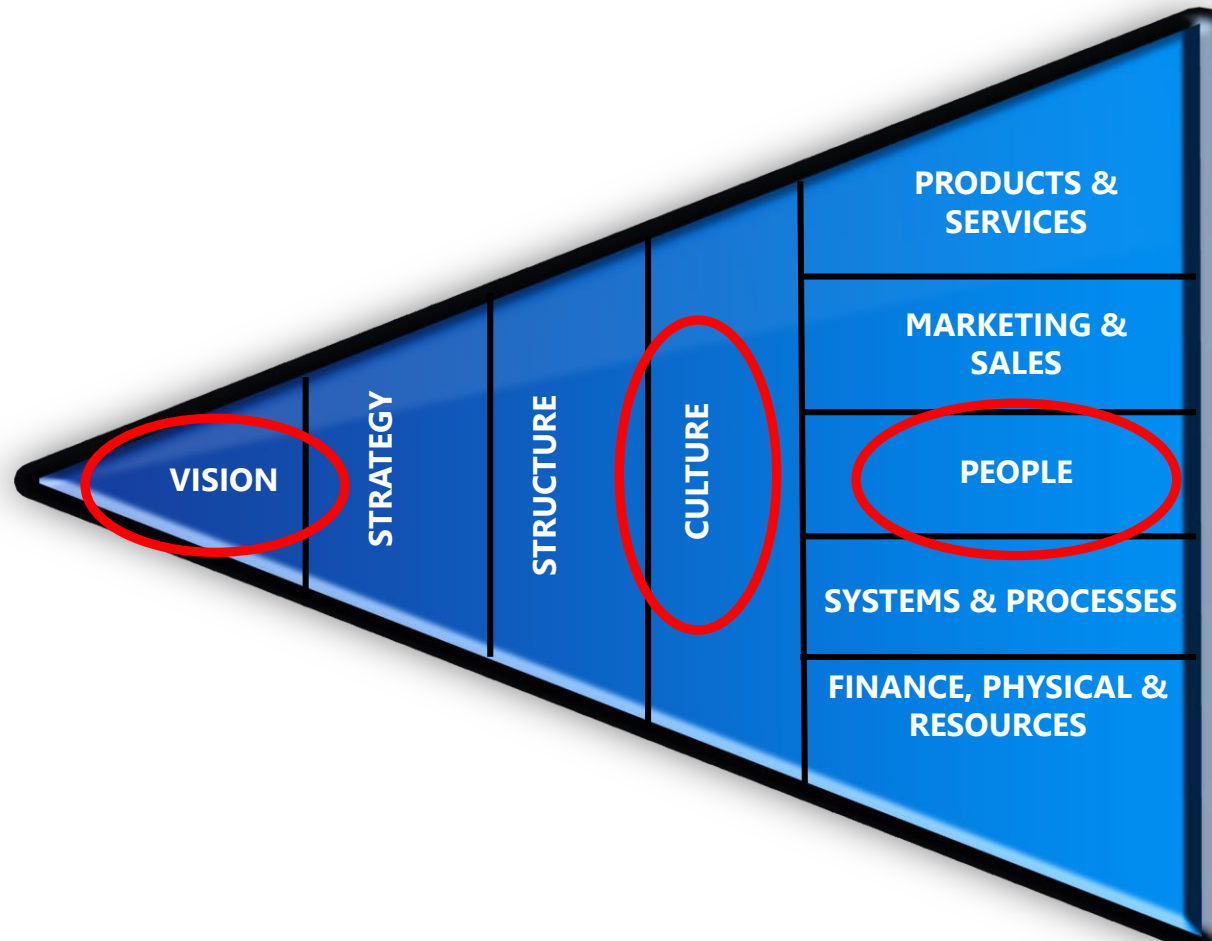 VISION
STRATEGY
STRUCTURE
CULTURE
PRODUCTS &
SERVICES
MARKETING &
SALES
PEOPLE
SYSTEMS & PROCESSES
FINANCE, PHYSICAL &
RESOURCES